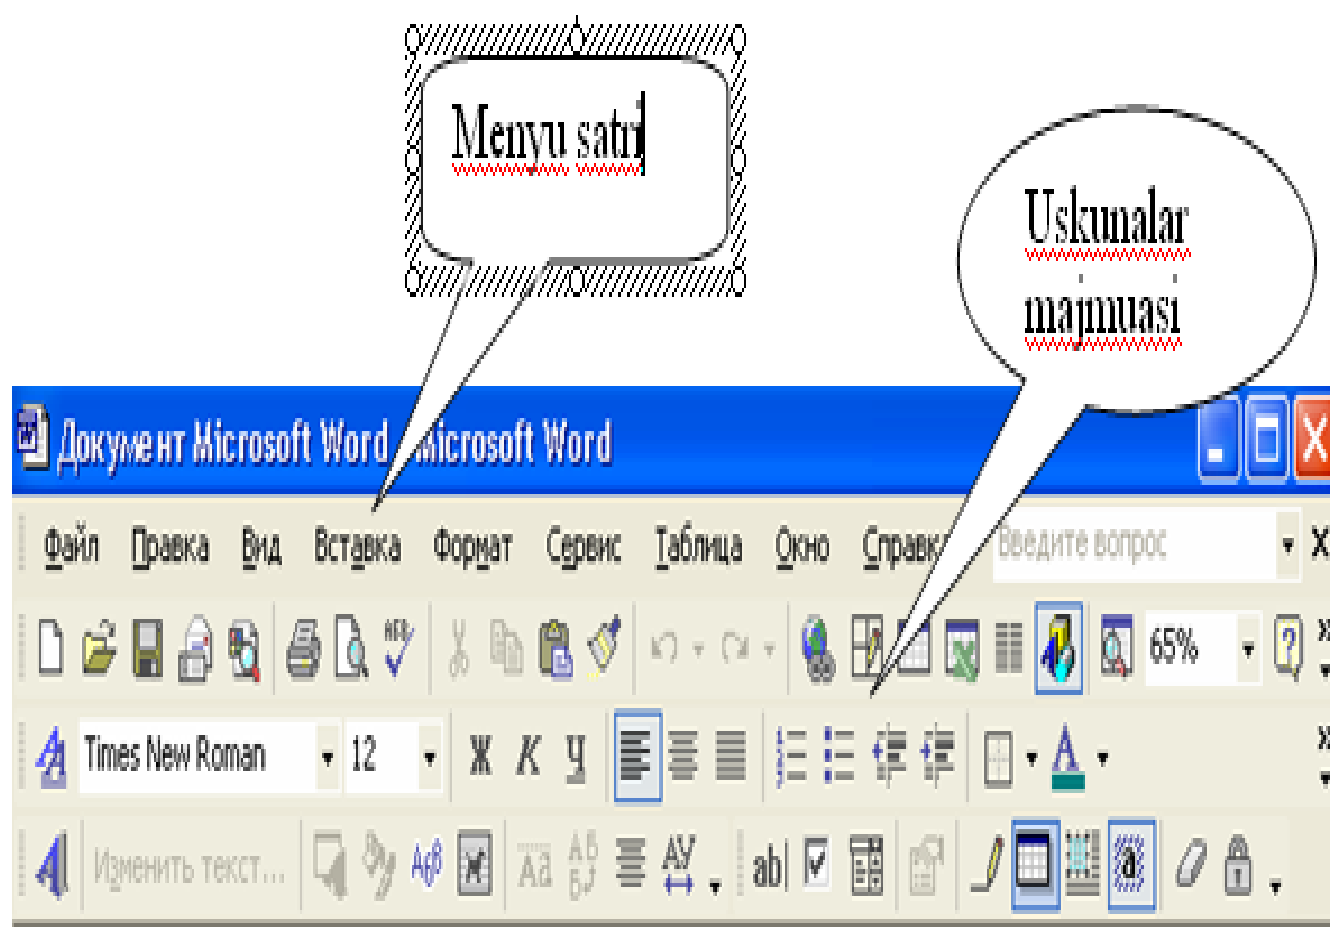 Menyu satri
Uskunalar
majmuasi
Документ Microsoft Word Microsoft Word
Файл Правка Вид Вставка Формат Сервис Таблица Окно Введите вопрос
65%
Times New Roman 12 Ж К Ч
Изменить текст... ab|